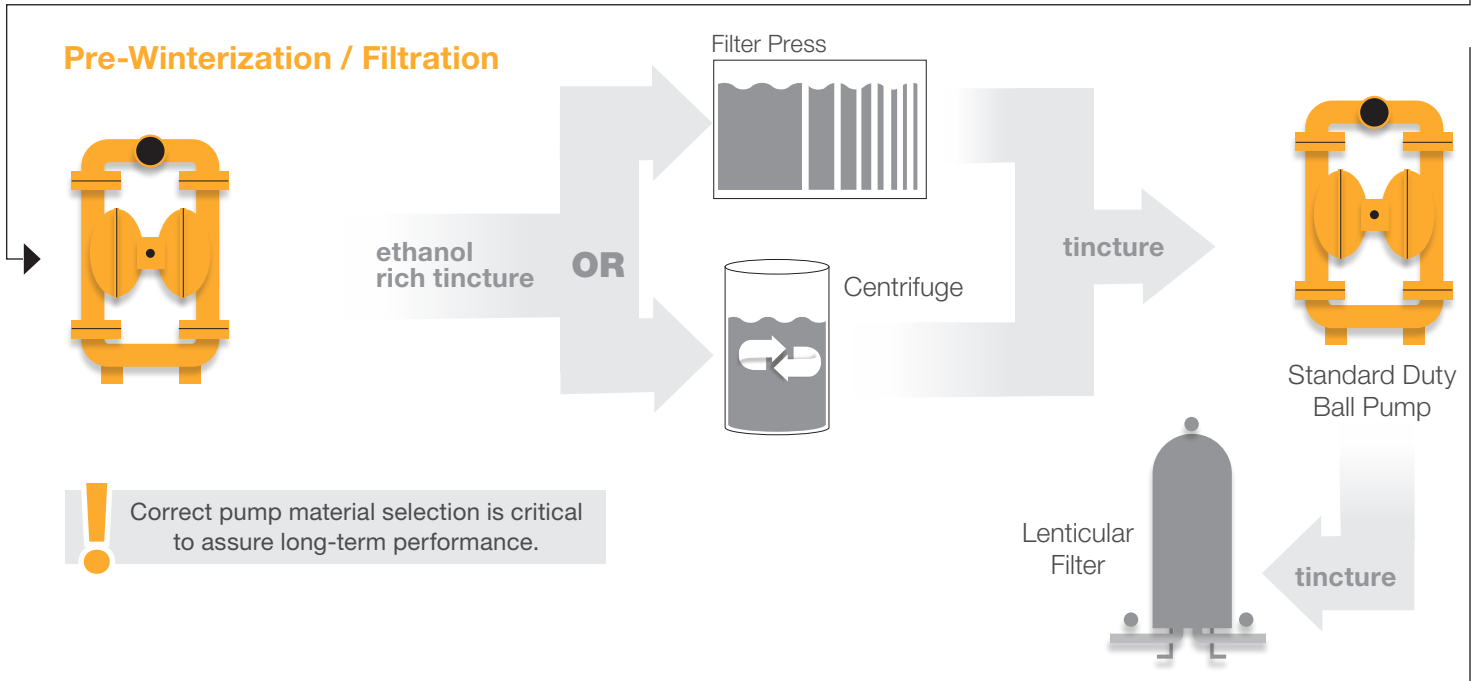 Pre-Winterization / Filtration
Filter Press
ethanol
rich tincture
OR
Centrifuge
tincture
Standard Duty
Ball Pump
Correct pump material selection is critical
to assure long-term performance.
Lenticular
Filter
tincture